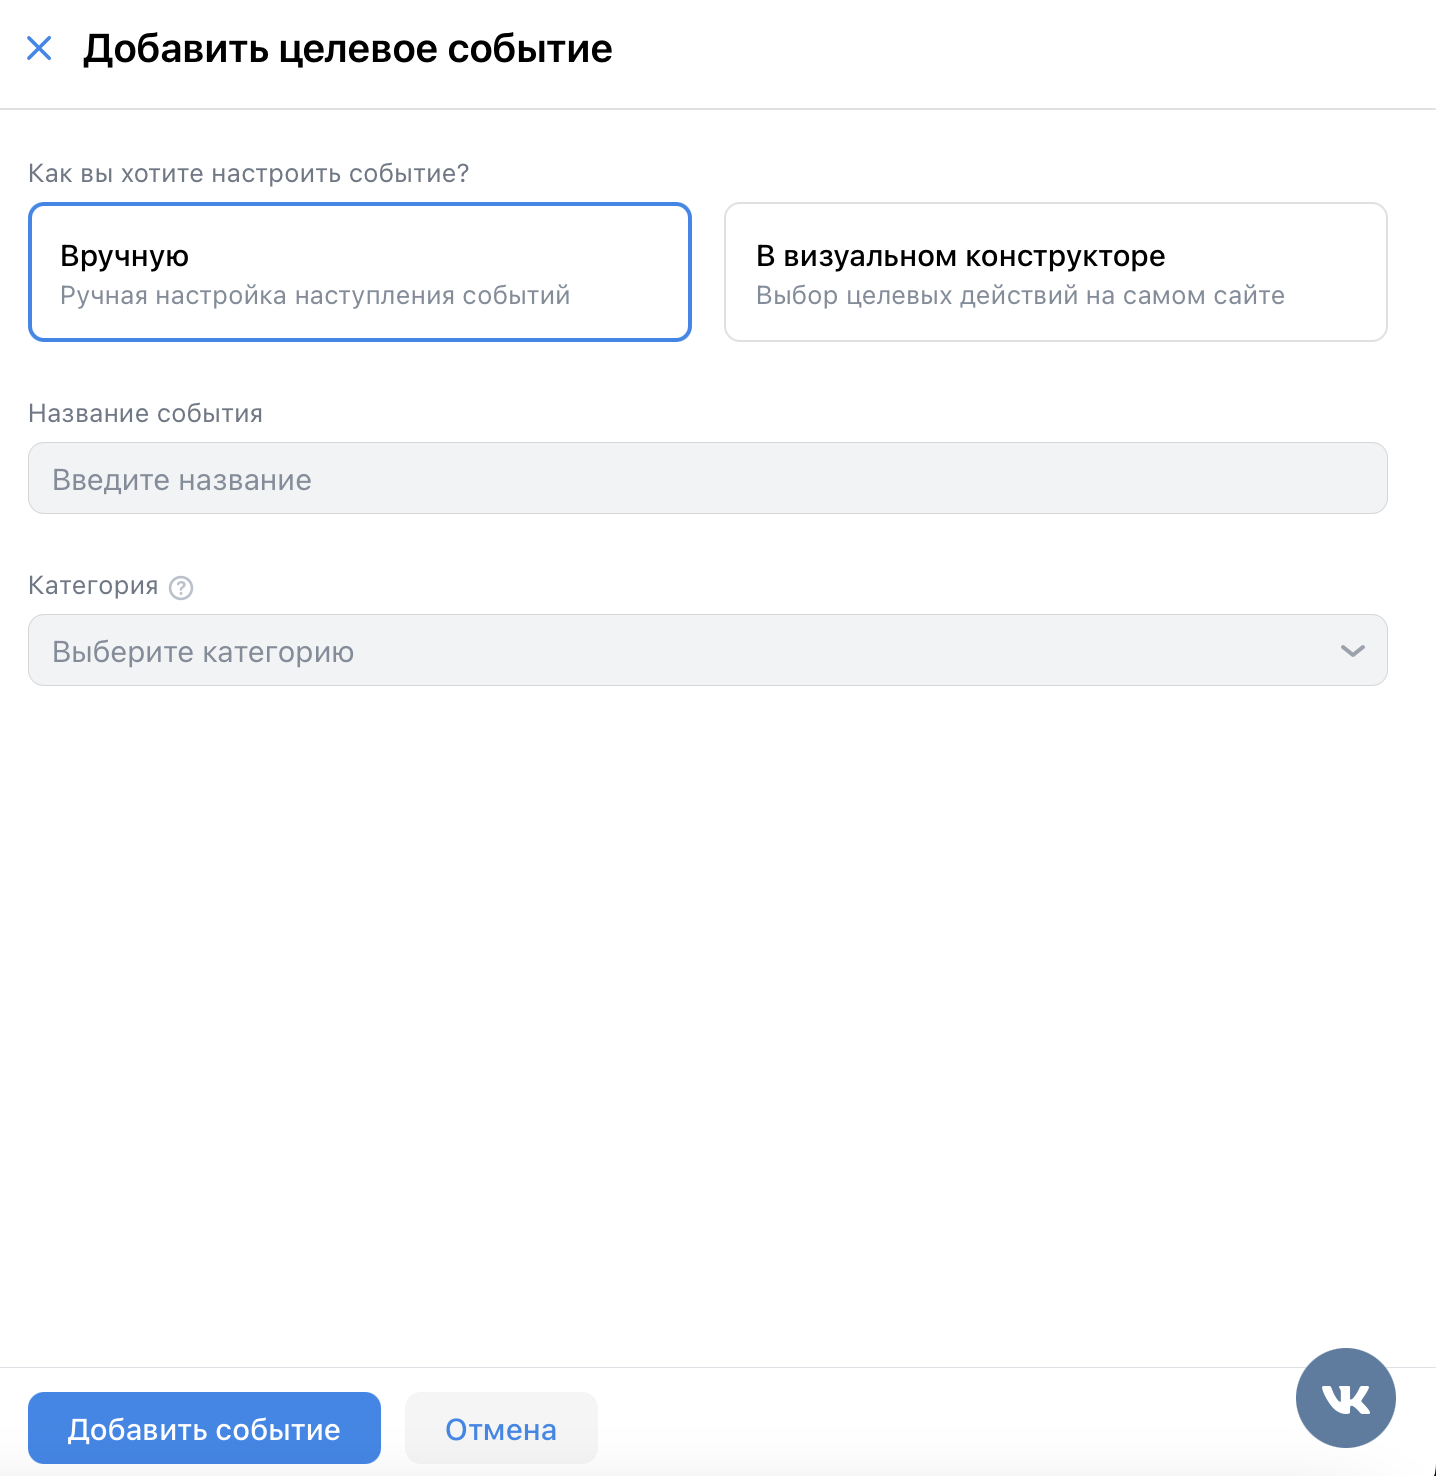 Добавить целевое событие
Как вы хотите настроить событие?
Вручную
Ручная настройка наступления событий
В визуальном конструкторе
Выбор целевых действий на самом сайте
Название события
Введите название
Категория ?
Выберите категорию
Добавить событие
Отмена
VK